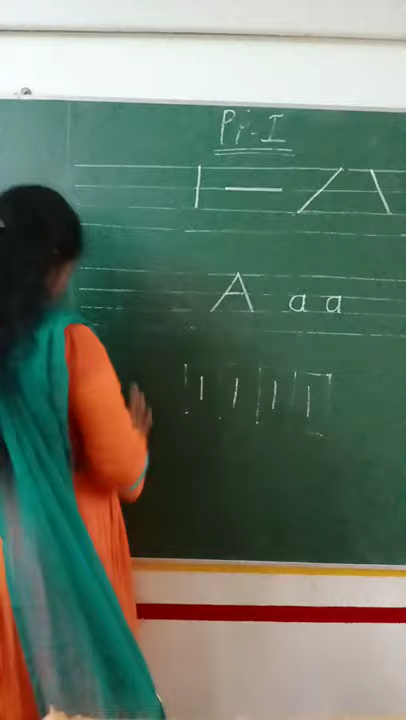 Pr-I
| — / \
A a a
| | | |